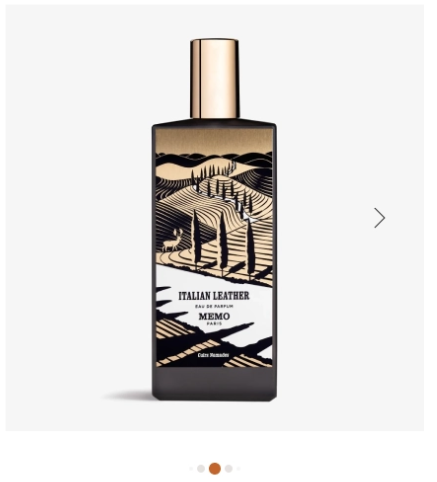 ITALIAN LEATHER
EAU DE PARFUM
MEMO
PARIS
Cuirs Nomades